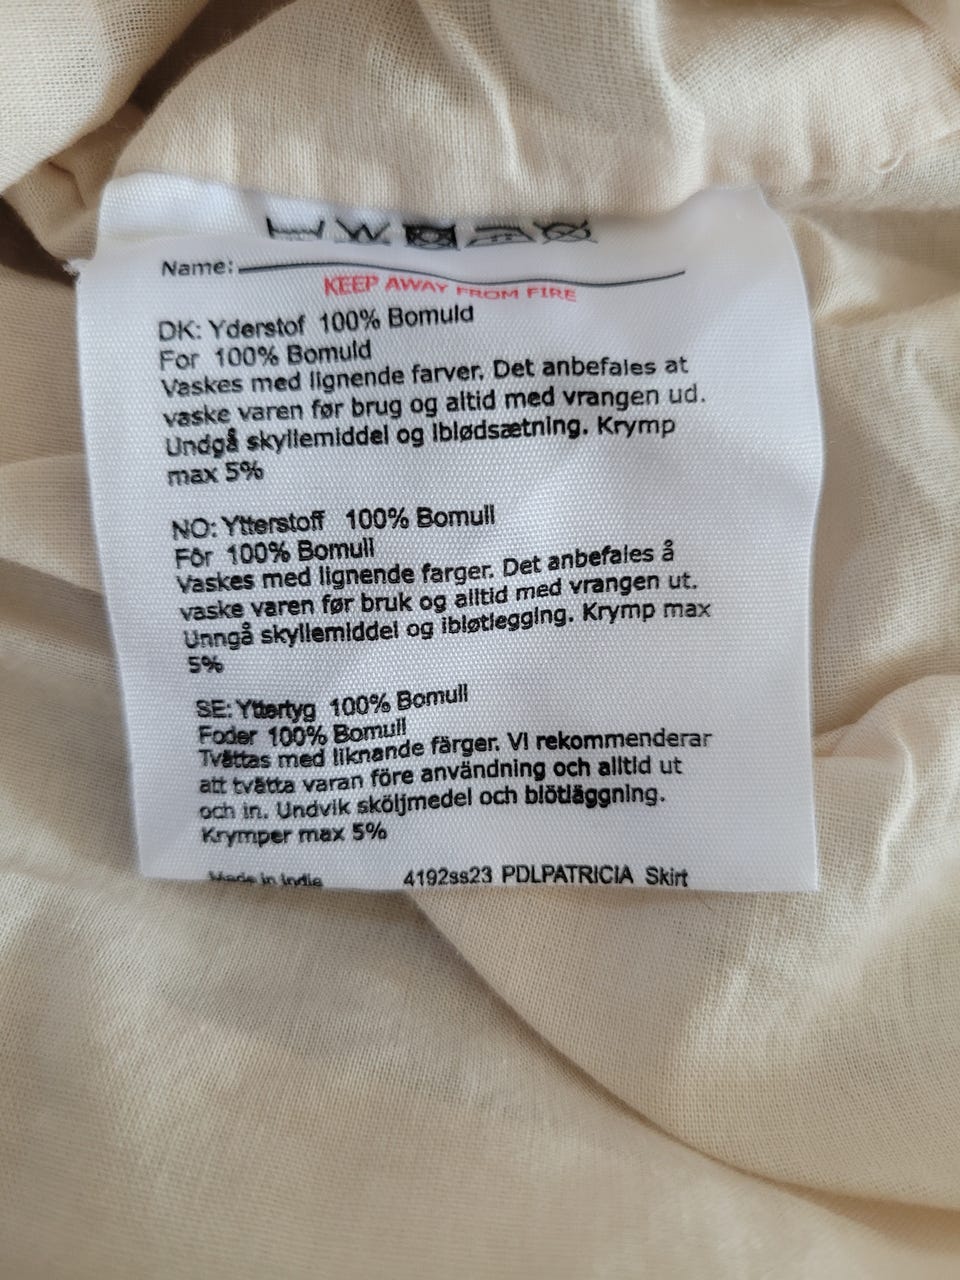 Name:
KEEP AWAY FROM FIRE
DK: Yderstof 100% Bomuld
For 100% Bomuld
Vaskes med lignende farver. Det anbefales at
vaske varen før brug og altid med vrangen ud.
Undgå skyllemiddel og iblødsætning. Krymp
max 5%
NO: Ytterstoff 100% Bomull
Fôr 100% Bomull
Vaskes med lignende farger. Det anbefales å
vaske varen før bruk og alltid med vrangen ut.
Unngå skyllemiddel og ibløtlegging. Krymp max
5%
SE: Yttertyg 100% Bomull
Foder 100% Bomull
Tvättas med liknande färger. Vi rekommenderar
att tvätta varan före användning och alltid ut
och in. Undvik sköljmedel och blötläggning.
Krymper max 5%
Made in Indie 4192ss23 PDLPATRICIA Skirt